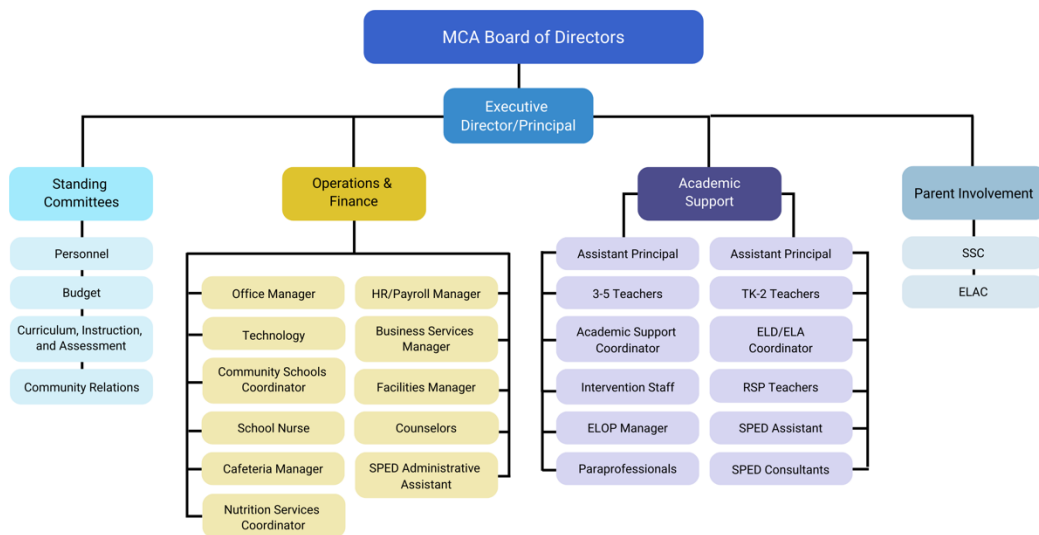 MCA Board of Directors
Executive
Director/Principal
Standing
Committees
Personnel
Budget
Curriculum, Instruction,
and Assessment
Community Relations
Operations &
Finance
Office Manager
Technology
Community Schools
Coordinator
School Nurse
Cafeteria Manager
Nutrition Services
Coordinator
HR/Payroll Manager
Business Services
Manager
Facilities Manager
Counselors
SPED Administrative
Assistant
Academic
Support
Assistant Principal
3-5 Teachers
Academic Support
Coordinator
Intervention Staff
ELOP Manager
Paraprofessionals
Assistant Principal
TK-2 Teachers
ELD/ELA
Coordinator
RSP Teachers
SPED Assistant
SPED Consultants
Parent Involvement
SSC
ELAC